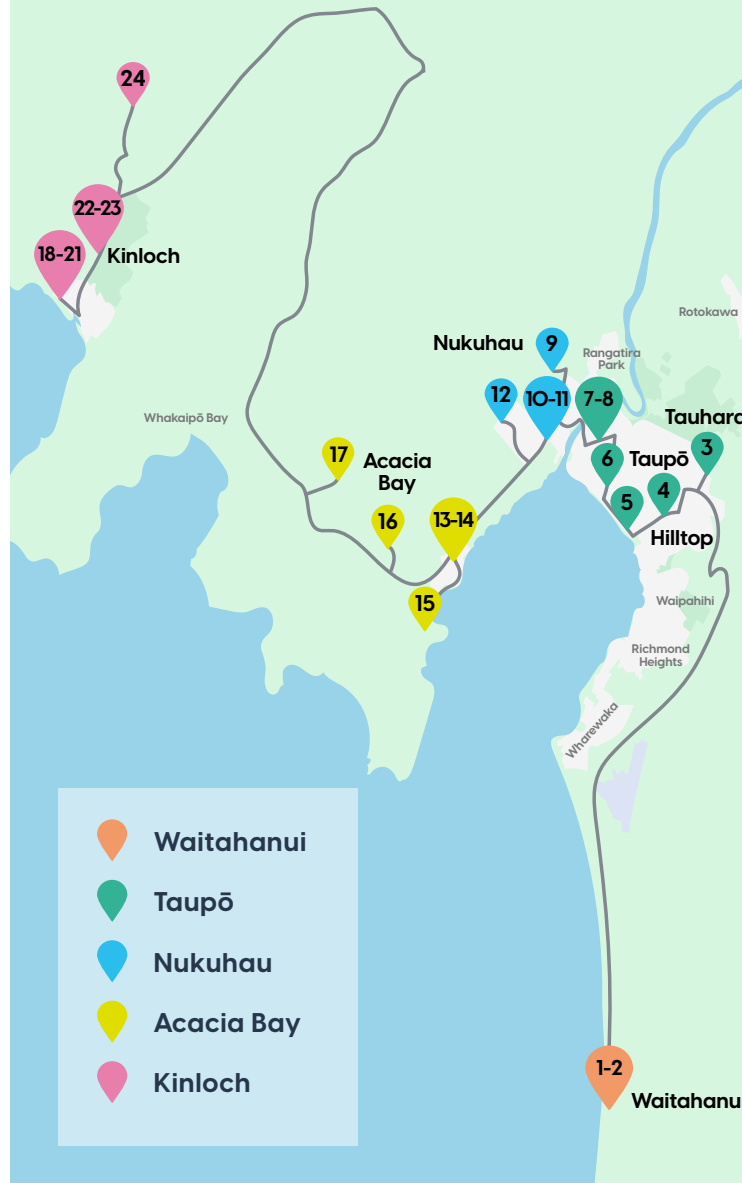 24
22-23
18-21
Kinloch
Rotokawa
Nukuhau
9
Rangatira
Park
12
10-11
7-8
Whakaipō Bay
Tauhara
3
17
Acacia
Bay
6
Taupō
4
16
13-14
5
Hilltop
15
Waipahihi
Richmond
Heights
Wharewaka
Waitahanui
Taupō
Nukuhau
Acacia Bay
Kinloch
1-2
Waitahanui